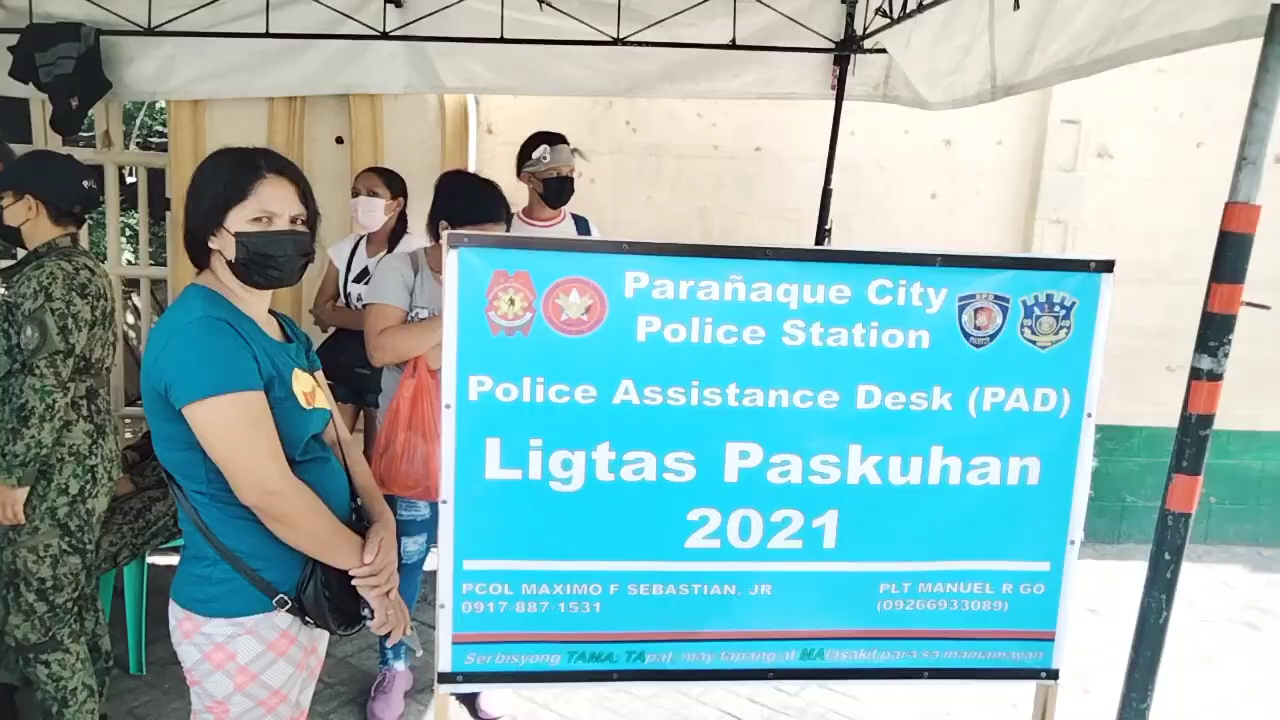 Parañaque City
Police Station
Police Assistance Desk (PAD)
Ligtas Paskuhan
2021
PCOL MAXIMO F SEBASTIAN, JR
0917-887-1531
PLT MANUEL R GO
(09266933089)
Serbisyong TAMA: TApat may tapang at MAlasakit para sa mamamayan